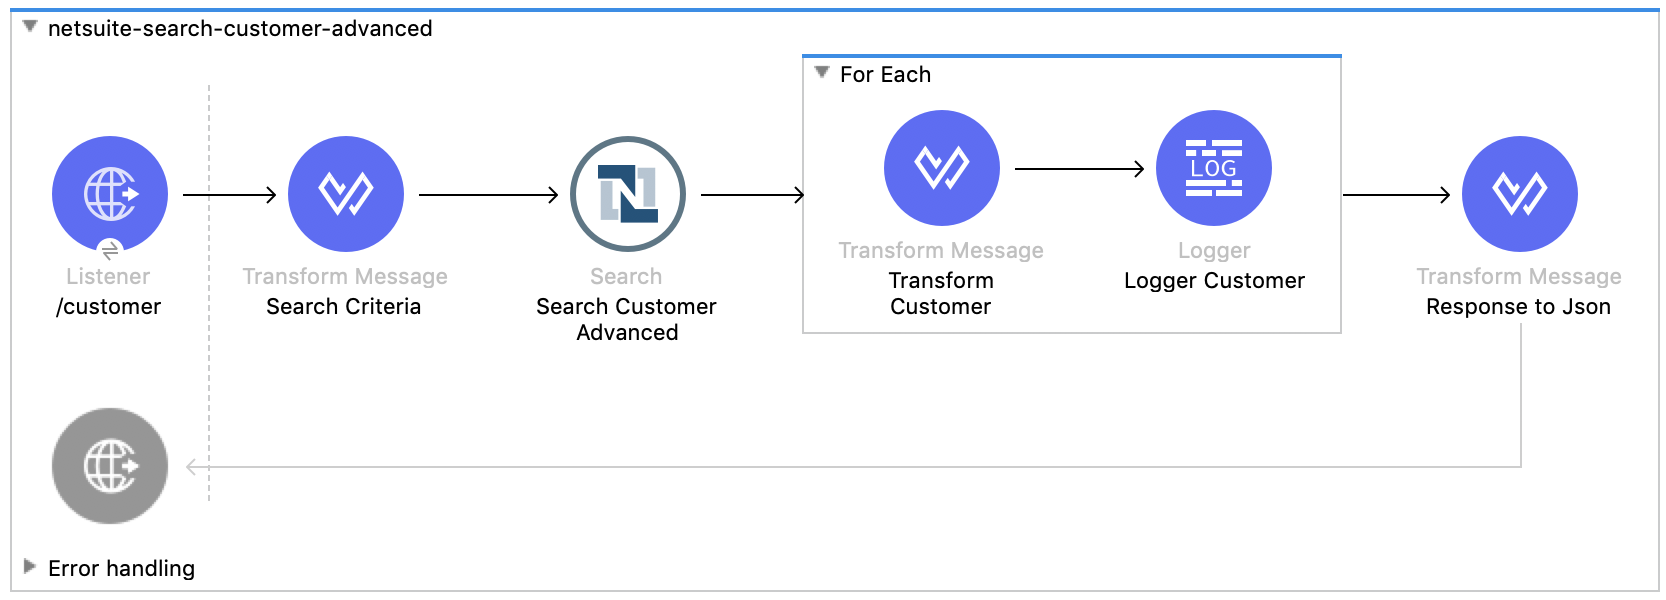 netsuite-search-customer-advanced
For Each
LOG
Listener
/customer
Transform Message
Search Criteria
Search
Search Customer
Advanced
Transform Message
Transform
Customer
Logger
Logger Customer
Transform Message
Response to Json
Error handling